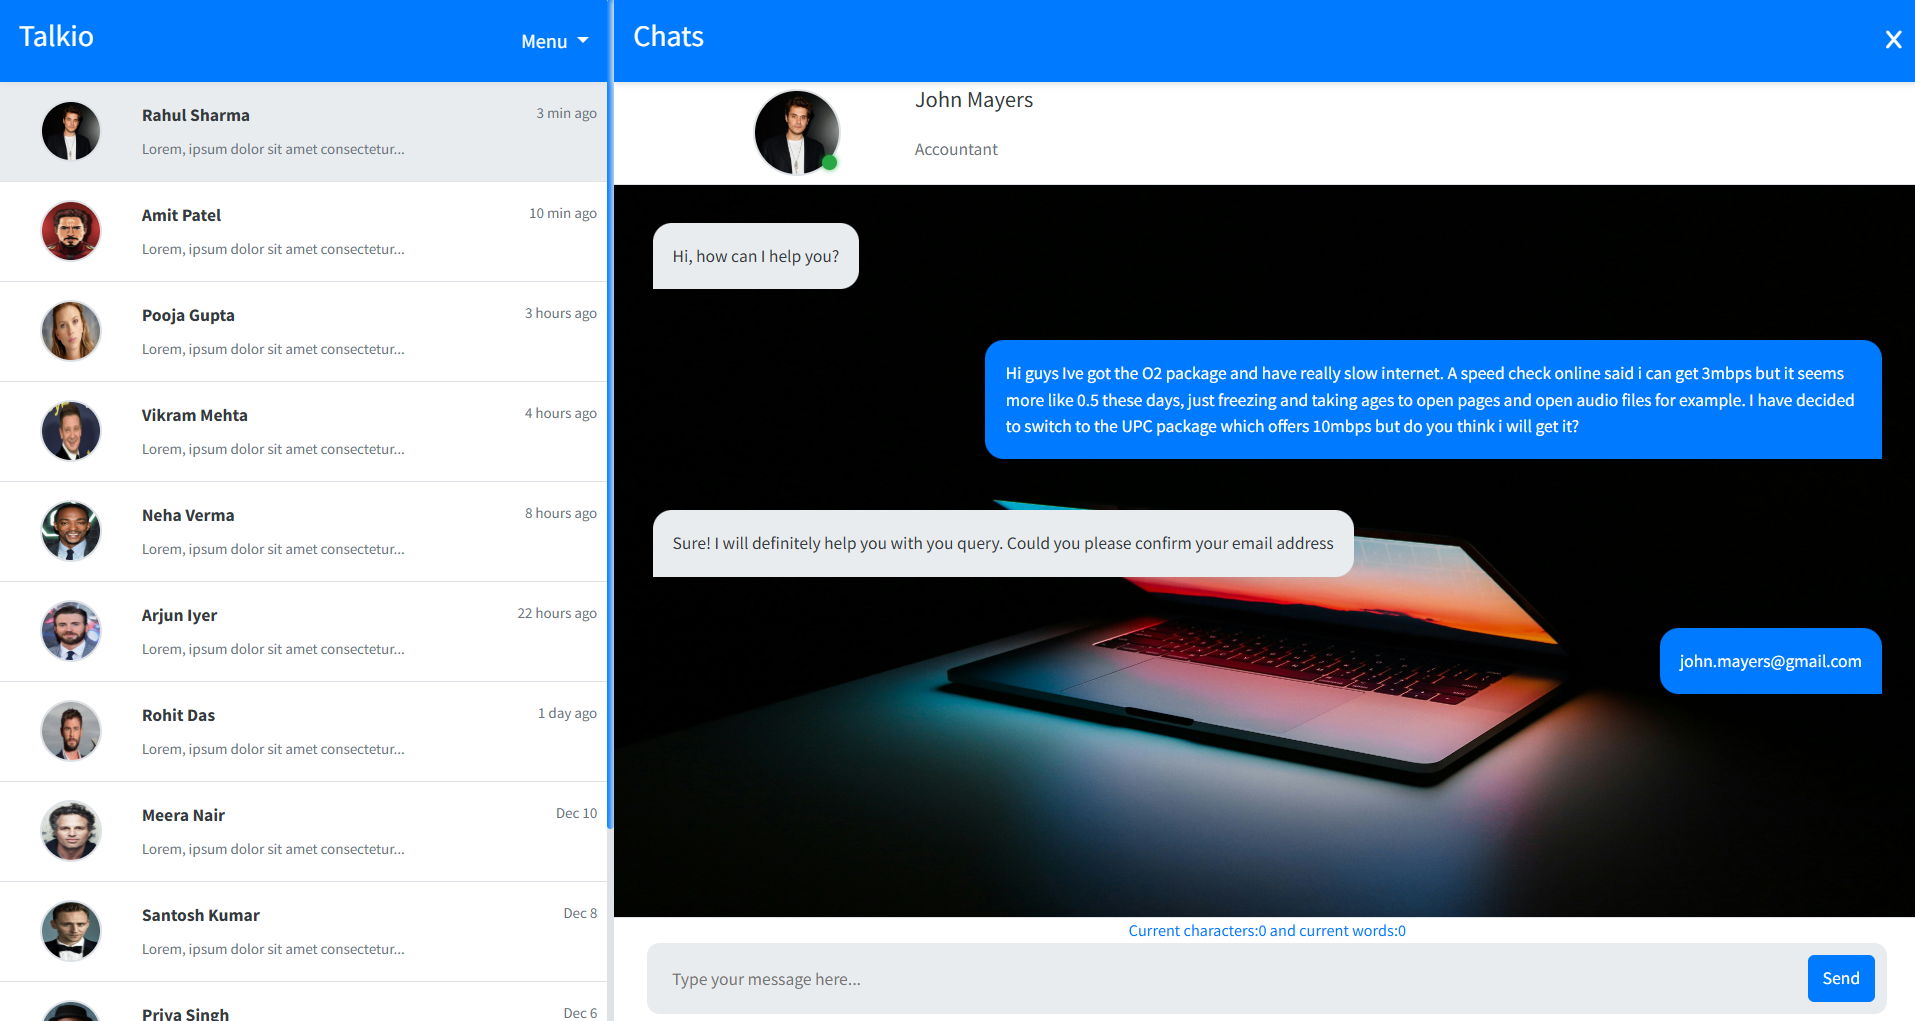 Talkio
Menu
Rahul Sharma
3 min ago
Lorem, ipsum dolor sit amet consectetur...
Amit Patel
10 min ago
Lorem, ipsum dolor sit amet consectetur...
Pooja Gupta
3 hours ago
Lorem, ipsum dolor sit amet consectetur...
Vikram Mehta
4 hours ago
Lorem, ipsum dolor sit amet consectetur...
Neha Verma
8 hours ago
Lorem, ipsum dolor sit amet consectetur...
Arjun Iyer
22 hours ago
Lorem, ipsum dolor sit amet consectetur...
Rohit Das
1 day ago
Lorem, ipsum dolor sit amet consectetur...
Meera Nair
Dec 10
Lorem, ipsum dolor sit amet consectetur...
Santosh Kumar
Dec 8
Lorem, ipsum dolor sit amet consectetur...
Priya Singh
Dec 6
Chats
X
John Mayers
Accountant
Hi, how can I help you?
Hi guys Ive got the O2 package and have really slow internet. A speed check online said i can get 3mbps but it seems
more like 0.5 these days, just freezing and taking ages to open pages and open audio files for example. I have decided
to switch to the UPC package which offers 10mbps but do you think i will get it?
Sure! I will definitely help you with you query. Could you please confirm your email address
john.mayers@gmail.com
Current characters:0 and current words:0
Type your message here...
Send